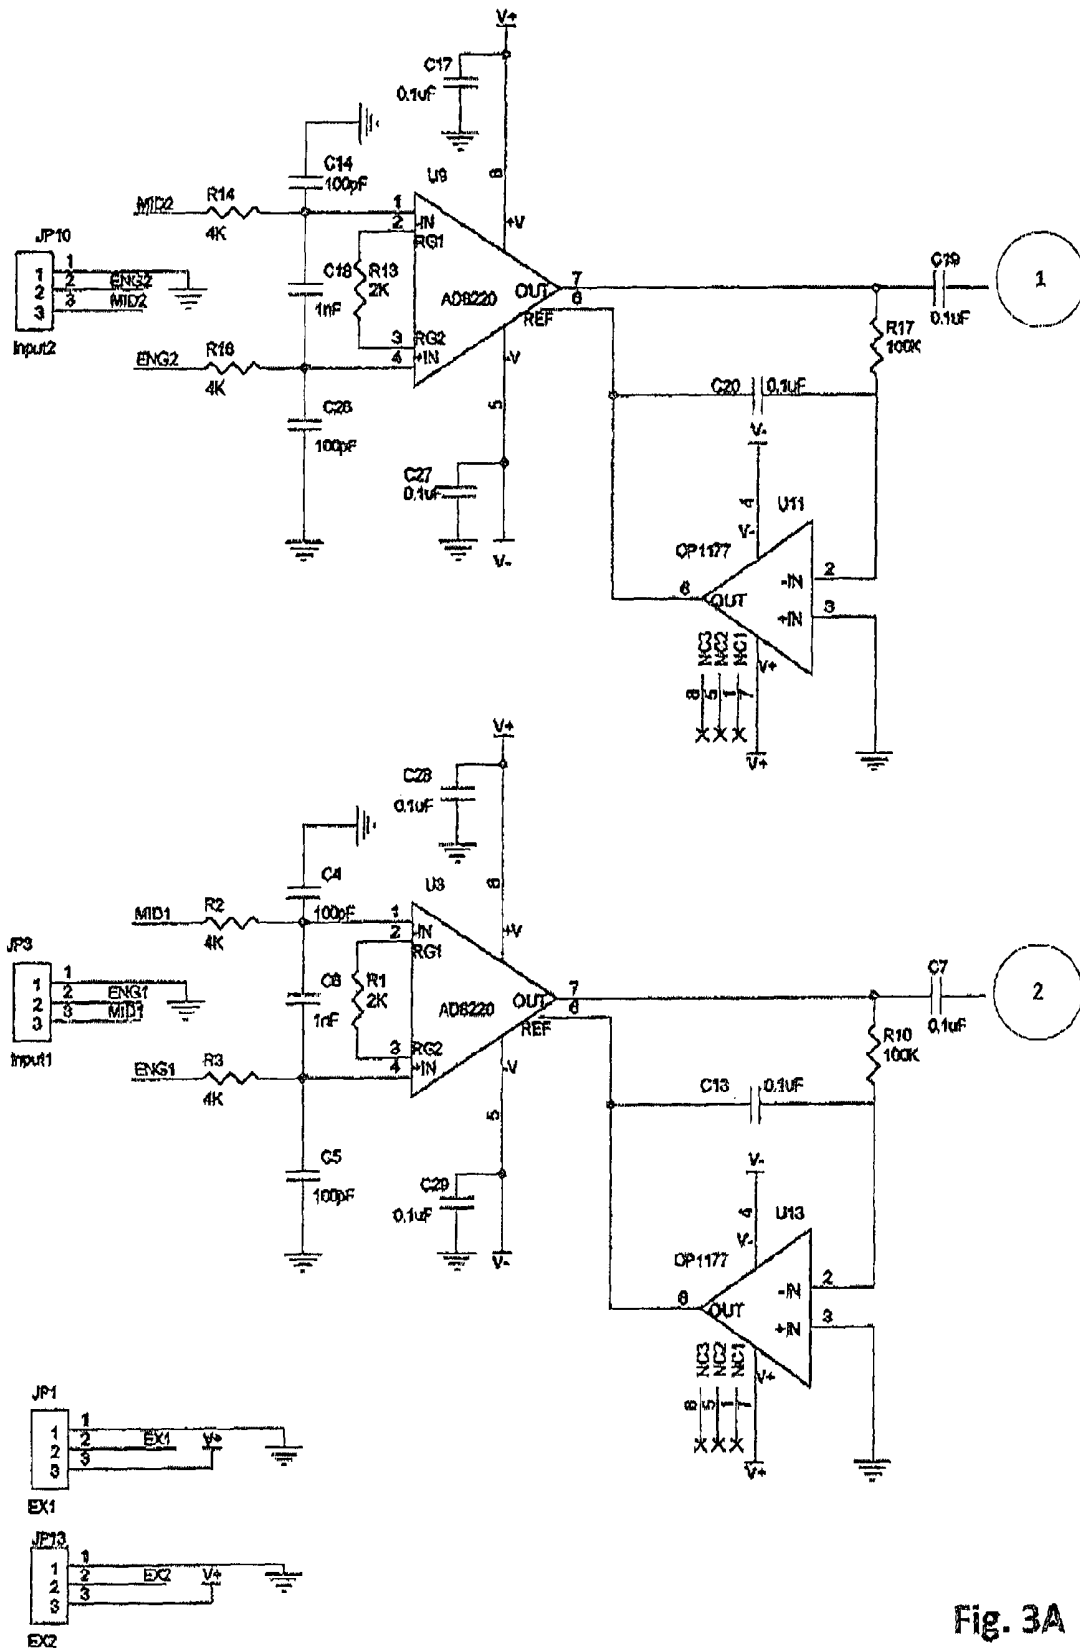 V+
C17
0.1uF
C14
100pF
U9
8
MID2
R14
4K
1
-IN
2
RG1
+V
JP10
1
1
2
ENG2
2
3
MID2
3
Input2
C18
1nF
R13
2K
AD8220
OUT
7
REF
6
C19
0.1uF
1
R17
100K
3
RG2
4
+IN
-V
ENG2
R16
4K
C26
100pF
5
C20
0.1uF
V-
C27
0.1uF
V-
4
U11
V-
OP1177
2
-IN
6
OUT
3
+IN
NC3
NC2
NC1
V+
8
5
1
7
V+
V+
C28
0.1uF
C4
100pF
U3
8
MID1
R2
4K
1
-IN
2
RG1
+V
JP3
1
1
2
ENG1
2
3
MID1
3
Input1
C6
1nF
R1
2K
AD8220
OUT
7
REF
6
C7
0.1uF
2
R10
100K
3
RG2
4
+IN
-V
ENG1
R3
4K
C5
100pF
5
C13
0.1uF
C29
0.1uF
V-
V-
4
U13
V-
OP1177
2
-IN
6
OUT
3
+IN
NC3
NC2
NC1
V+
8
5
1
7
V+
JP1
1
1
2
EX1
V+
2
3
3
EX1
JP13
1
1
2
EX2
V+
2
3
3
EX2
Fig. 3A